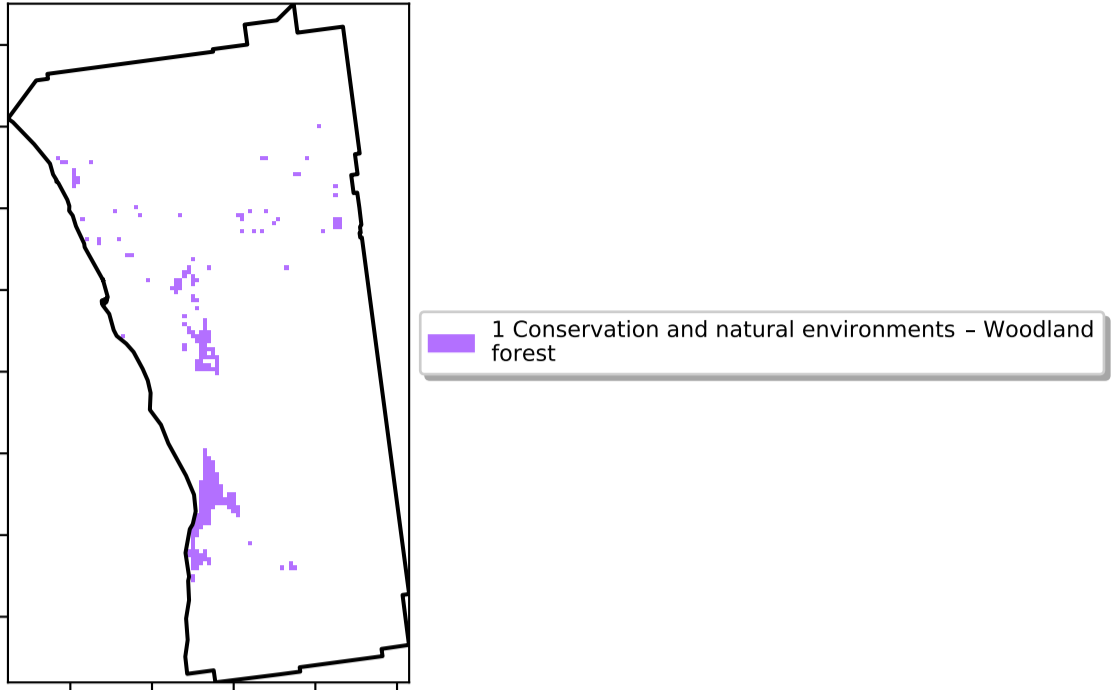 1 Conservation and natural environments – Woodland
forest